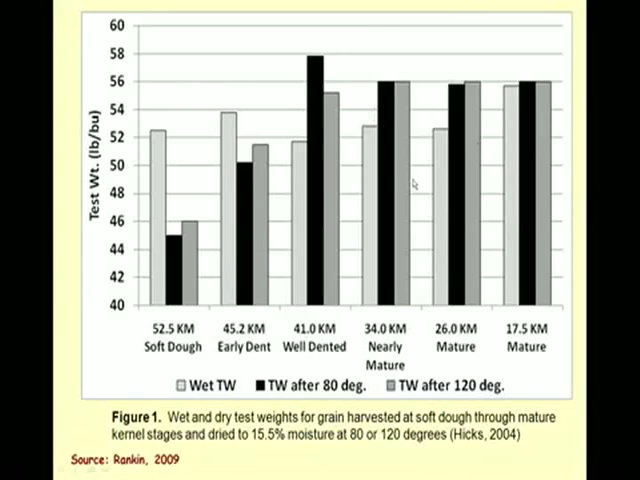 60
58
56
54
52
50
48
46
44
42
40
Test Wt. (lb/bu)
52.5 KM 45.2 KM 41.0 KM 34.0 KM 26.0 KM 17.5 KM
Soft Dough Early Dent Well Dented Nearly Mature Mature
Mature
Wet TW TW after 80 deg. TW after 120 deg.
Figure 1. Wet and dry test weights for grain harvested at soft dough through mature
kernel stages and dried to 15.5% moisture at 80 or 120 degrees (Hicks, 2004)
Source: Rankin, 2009